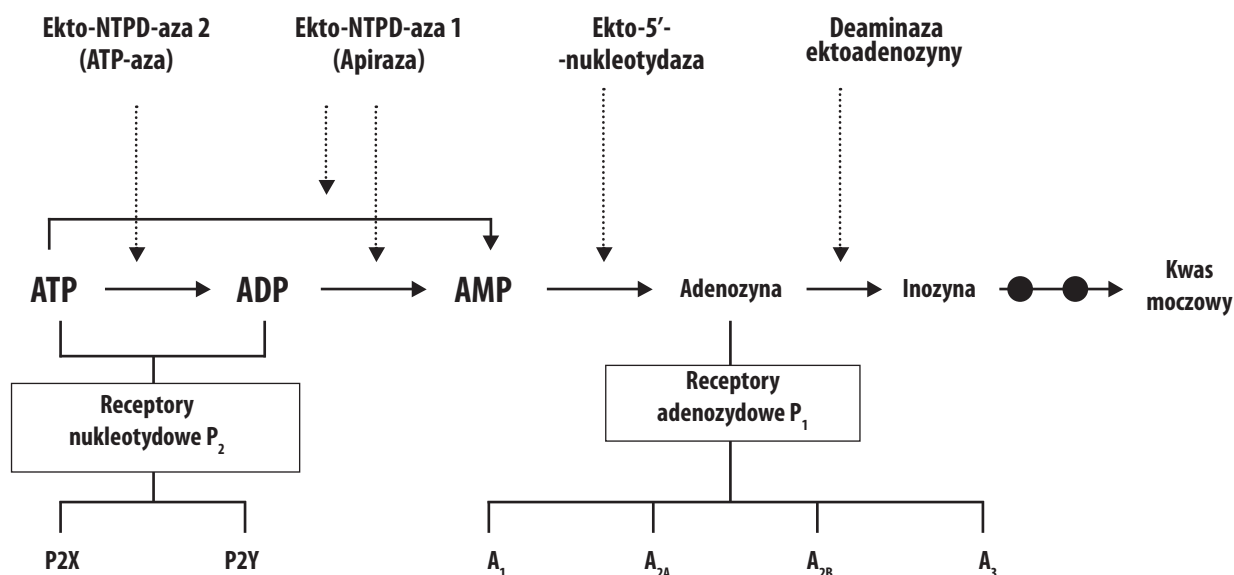 Ekto-NTPD-aza 2
(ATP-aza)
Ekto-NTPD-aza 1
(Apiraza)
Ekto-5′-
-nukleotydaza
Deaminaza
ektoadenozyny
ATP
ADP
AMP
Adenozyna
Inozyna
Kwas
moczowy
Receptory
nukleotydowe P₂
Receptory
adenozydowe P₁
P2X
P2Y
A₁
A₂A
A₂B
A₃